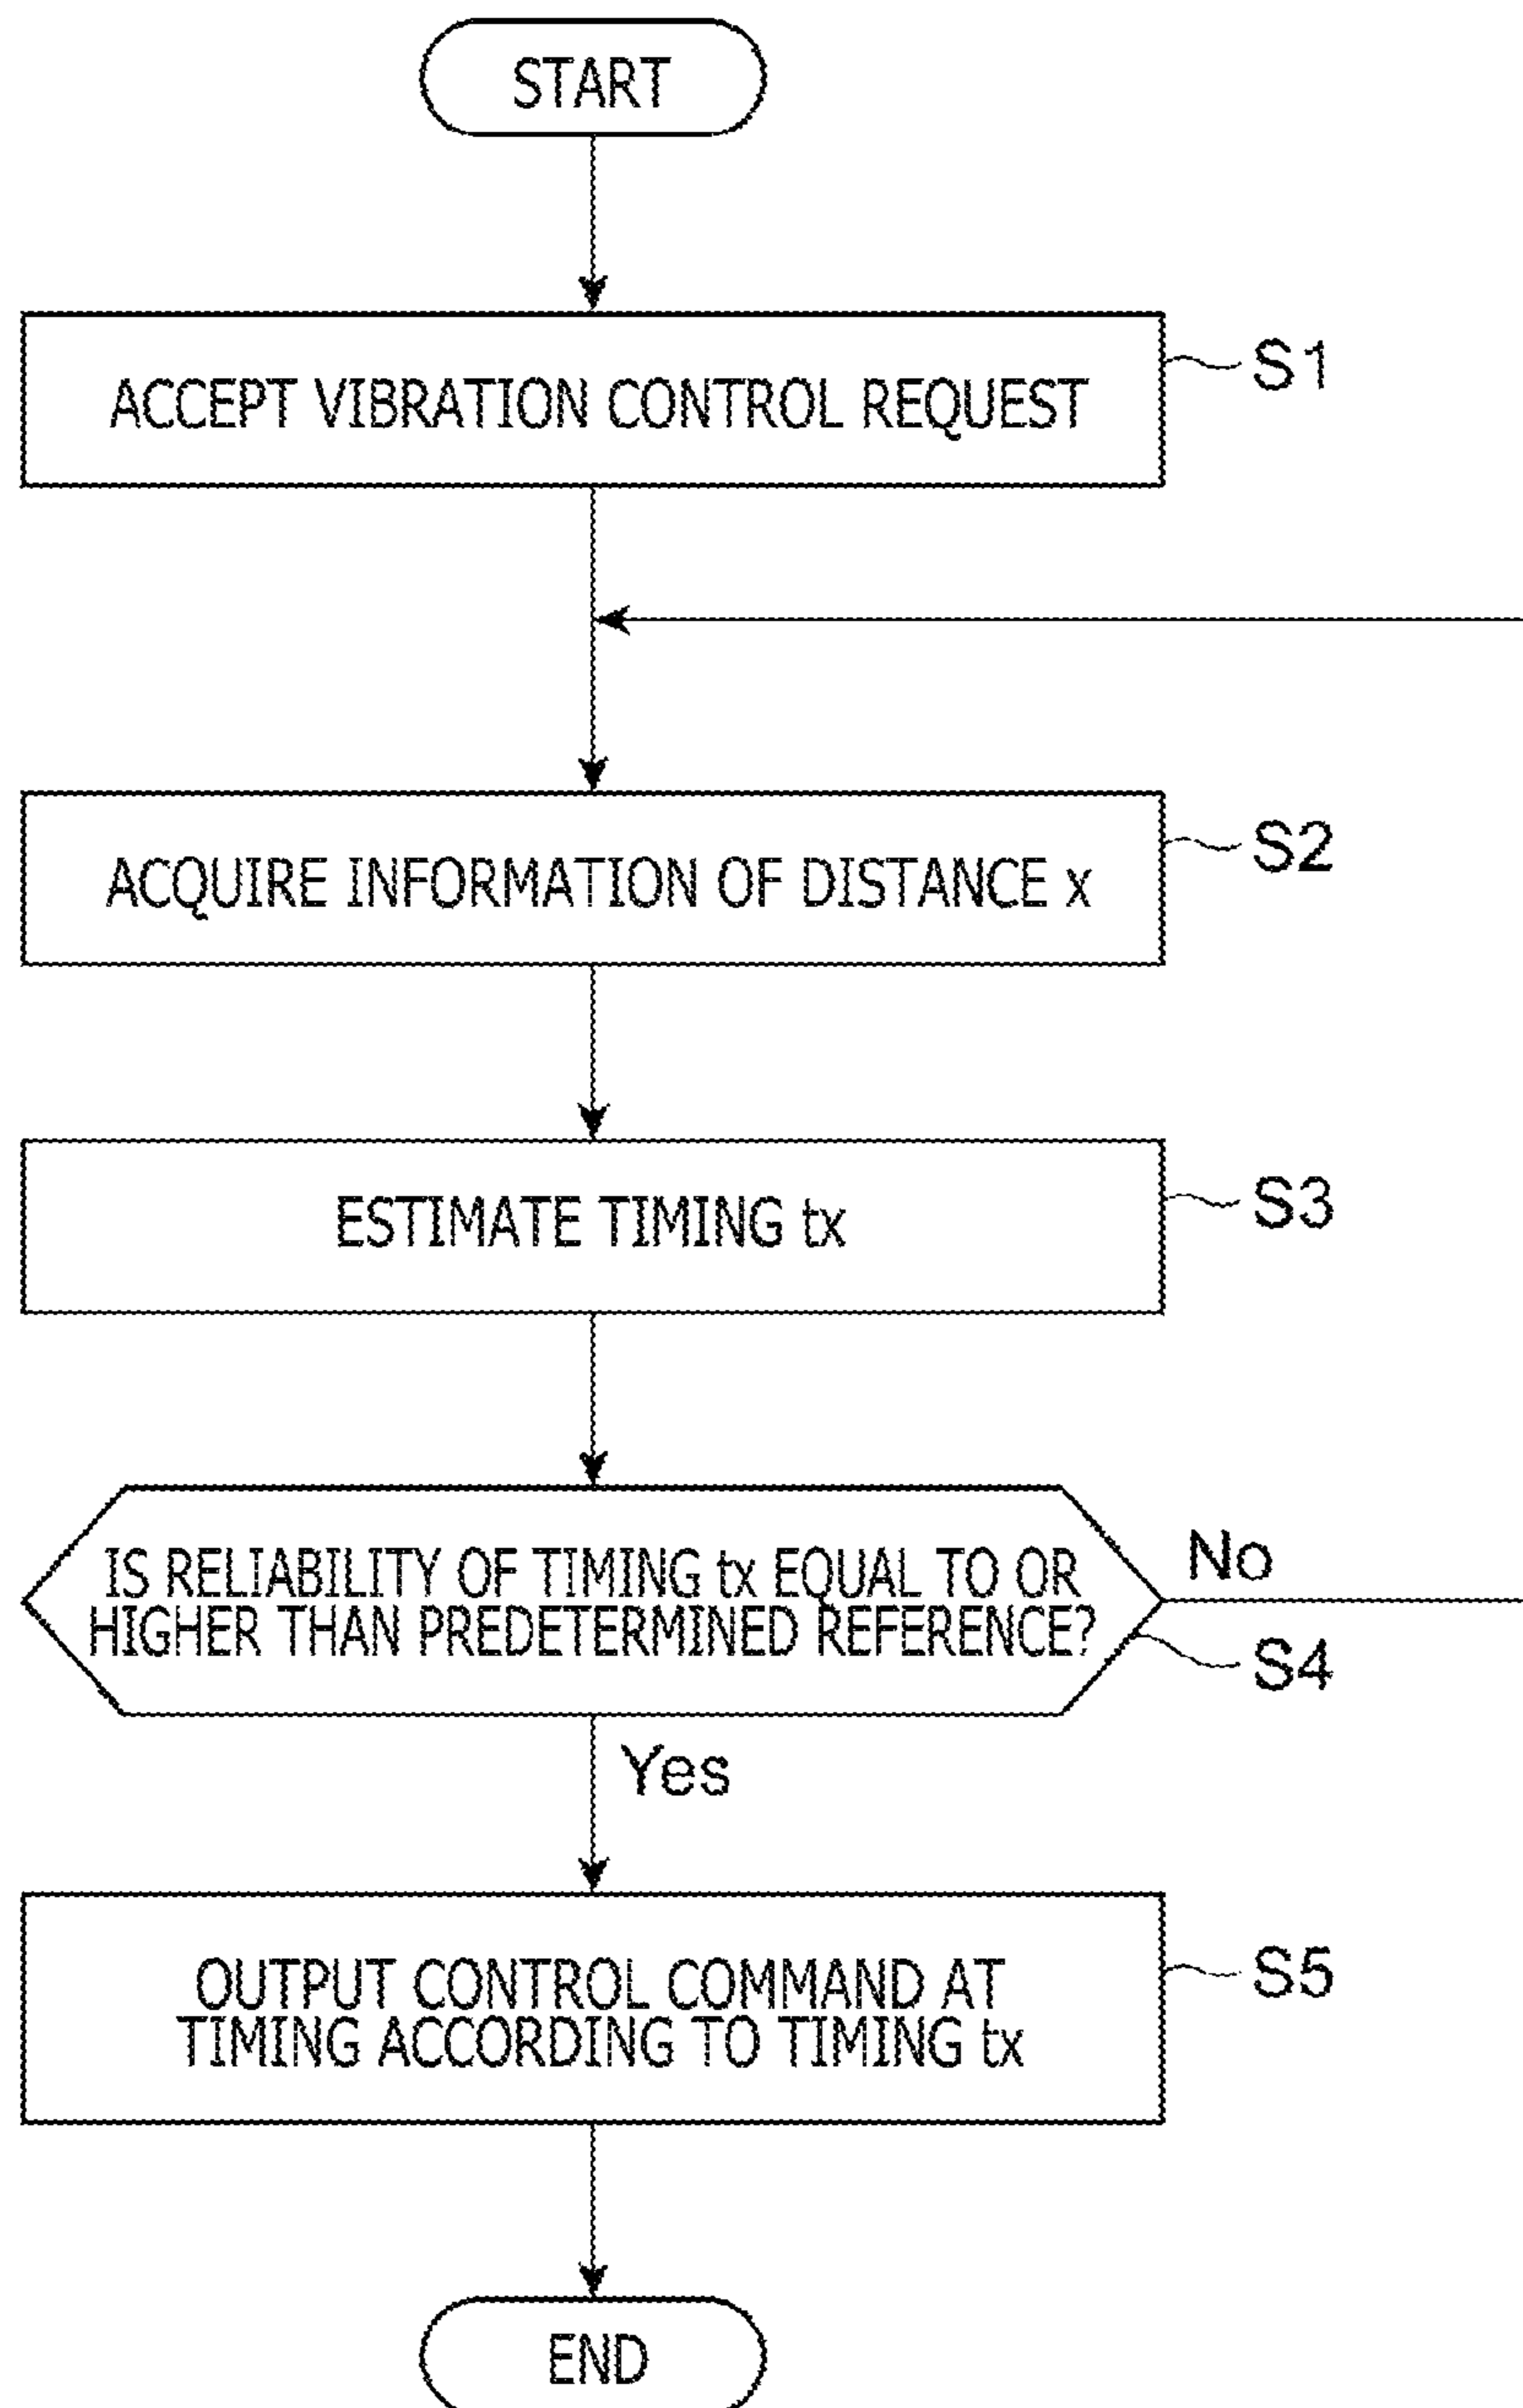 START
ACCEPT VIBRATION CONTROL REQUEST
S1
ACQUIRE INFORMATION OF DISTANCE x
S2
ESTIMATE TIMING tx
S3
IS RELIABILITY OF TIMING tx EQUAL TO OR
HIGHER THAN PREDETERMINED REFERENCE?
No
S4
Yes
OUTPUT CONTROL COMMAND AT
TIMING ACCORDING TO TIMING tx
S5
END